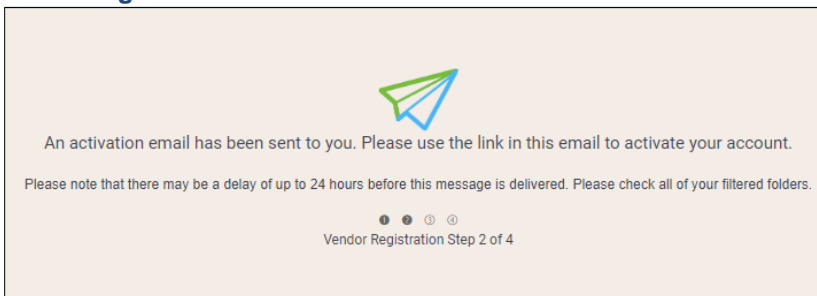 An activation email has been sent to you. Please use the link in this email to activate your account.
Please note that there may be a delay of up to 24 hours before this message is delivered. Please check all of your filtered folders.
❶ ❷ ③ ④
Vendor Registration Step 2 of 4